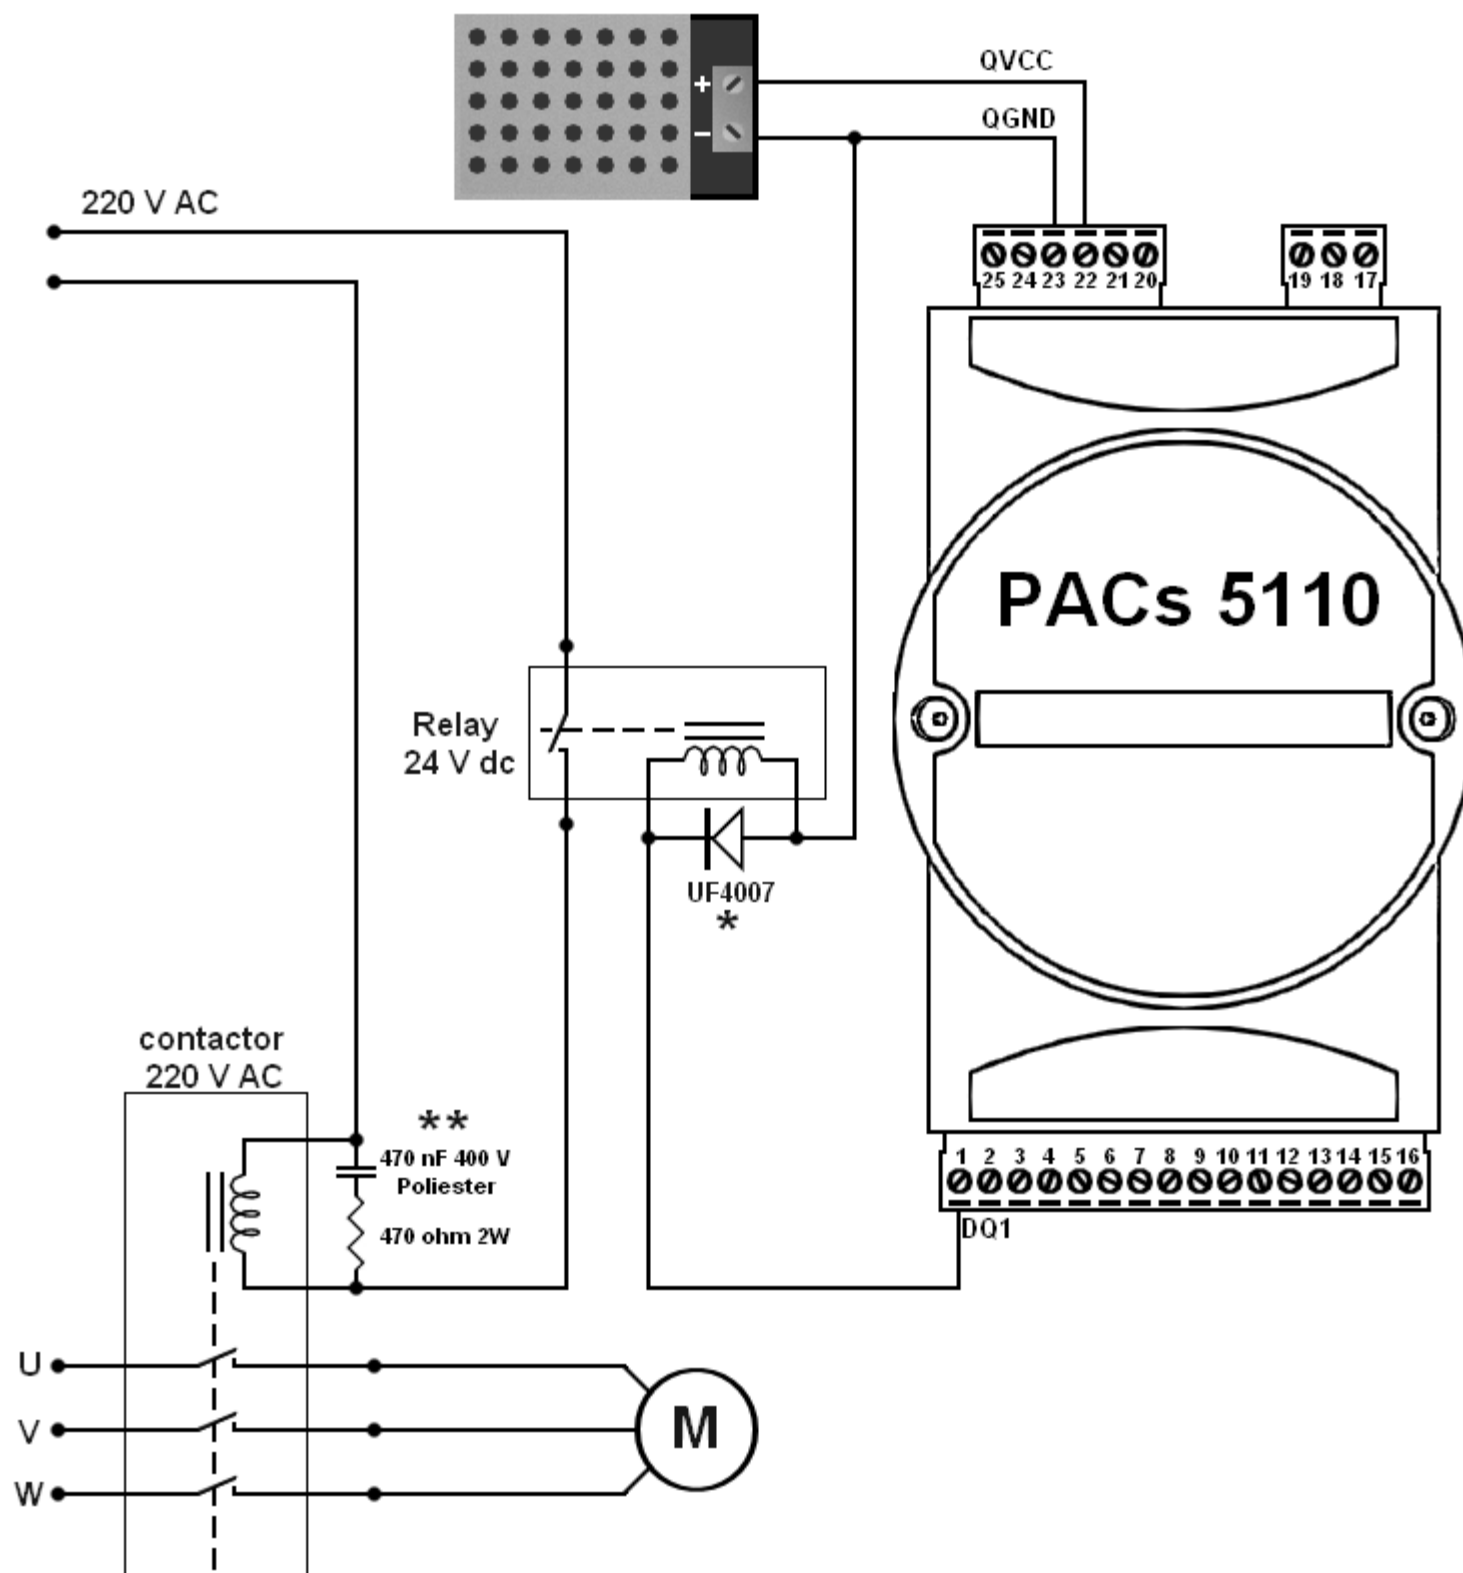 QVCC
+
QGND
–
220 V AC
25 24 23 22 21 20
19 18 17
PACs 5110
Relay
24 V dc
UF4007
*
contactor
220 V AC
**
470 nF 400 V
Poliester
470 ohm 2W
1 2 3 4 5 6 7 8 9 10 11 12 13 14 15 16
DQ1
U
V
M
W